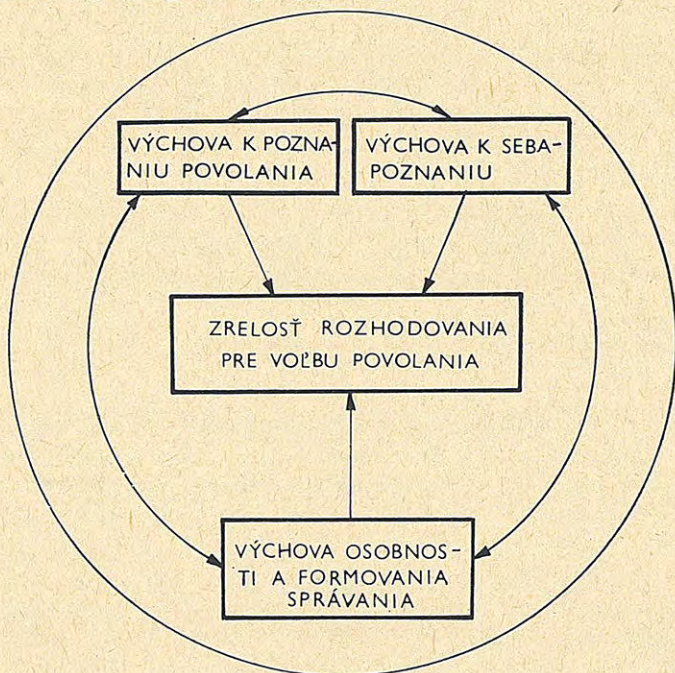 VÝCHOVA K POZNA-
NIU POVOLANIA
VÝCHOVA K SEBA-
POZNANIU
ZRELOSŤ ROZHODOVANIA
PRE VOĽBU POVOLANIA
VÝCHOVA OSOBNOS-
TI A FORMOVANIA
SPRÁVANIA